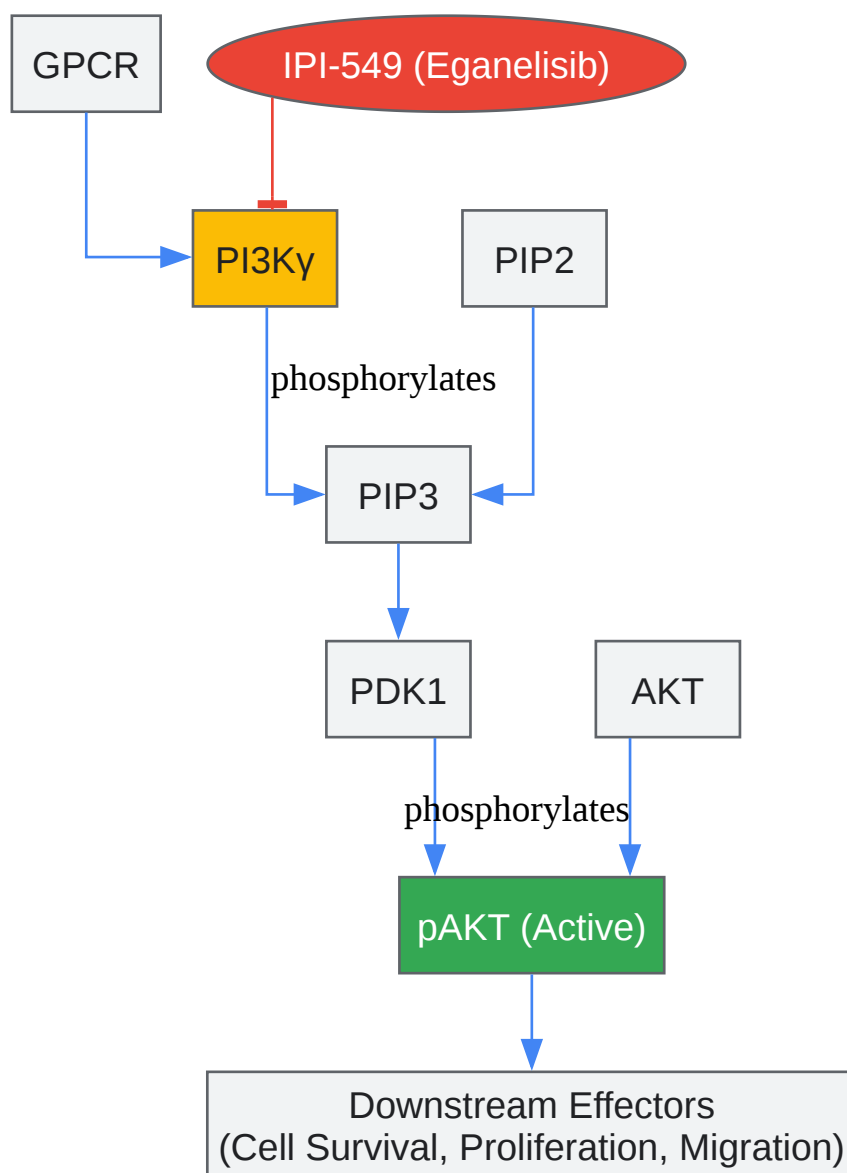 GPCR
IPI-549 (Eganelisib)
PI3Kγ
PIP2
phosphorylates
PIP3
PDK1
AKT
phosphorylates
pAKT (Active)
Downstream Effectors
(Cell Survival, Proliferation, Migration)